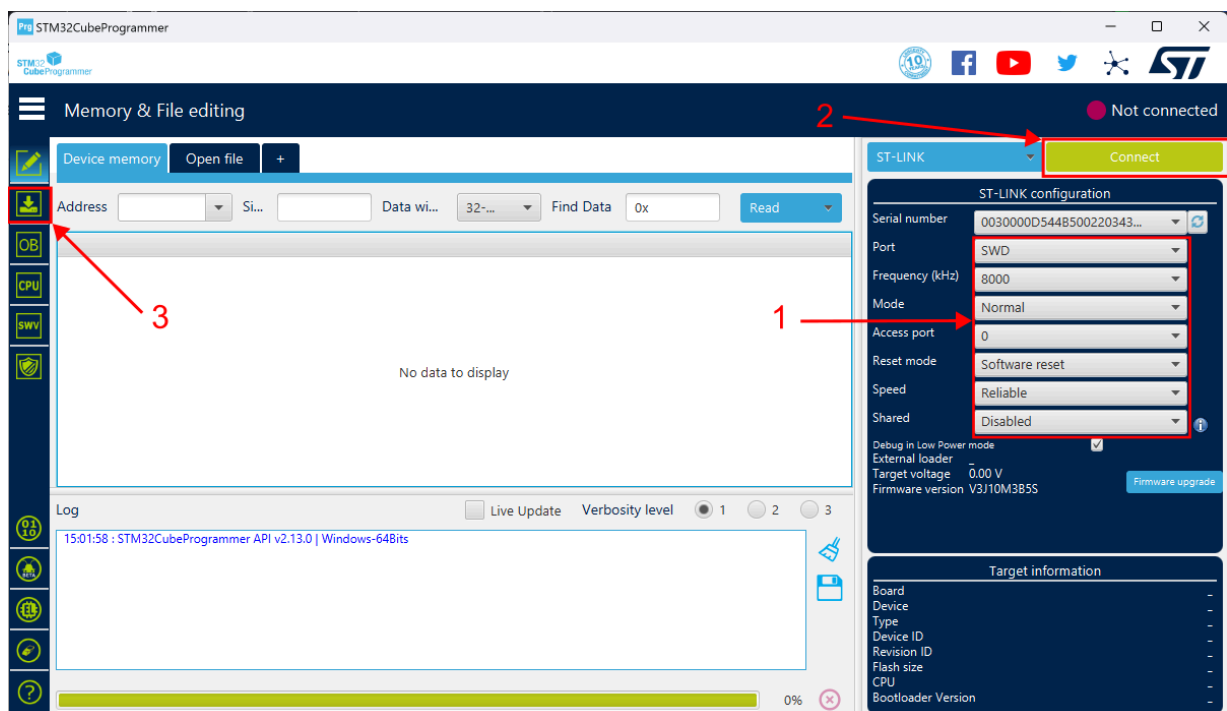 Prg STM32CubeProgrammer
STM32
CubeProgrammer
10
Memory & File editing
2
Not connected
Device memory Open file +
ST-LINK Connect
Address Si... Data wi... 32-... Find Data 0x Read
ST-LINK configuration
Serial number 0030000D544B500220343...
Port SWD
Frequency (kHz) 8000
Mode Normal
Access port 0
Reset mode Software reset
Speed Reliable
Shared Disabled
Debug in Low Power mode
External loader _
Target voltage 0.00 V
Firmware version V3J10M3B5S
Firmware upgrade
OB
CPU
SWV
3
1
No data to display
Log Live Update Verbosity level 1 2 3
15:01:58 : STM32CubeProgrammer API v2.13.0 | Windows-64Bits
Target information
Board _
Device _
Type _
Device ID _
Revision ID _
Flash size _
CPU _
Bootloader Version _
0%